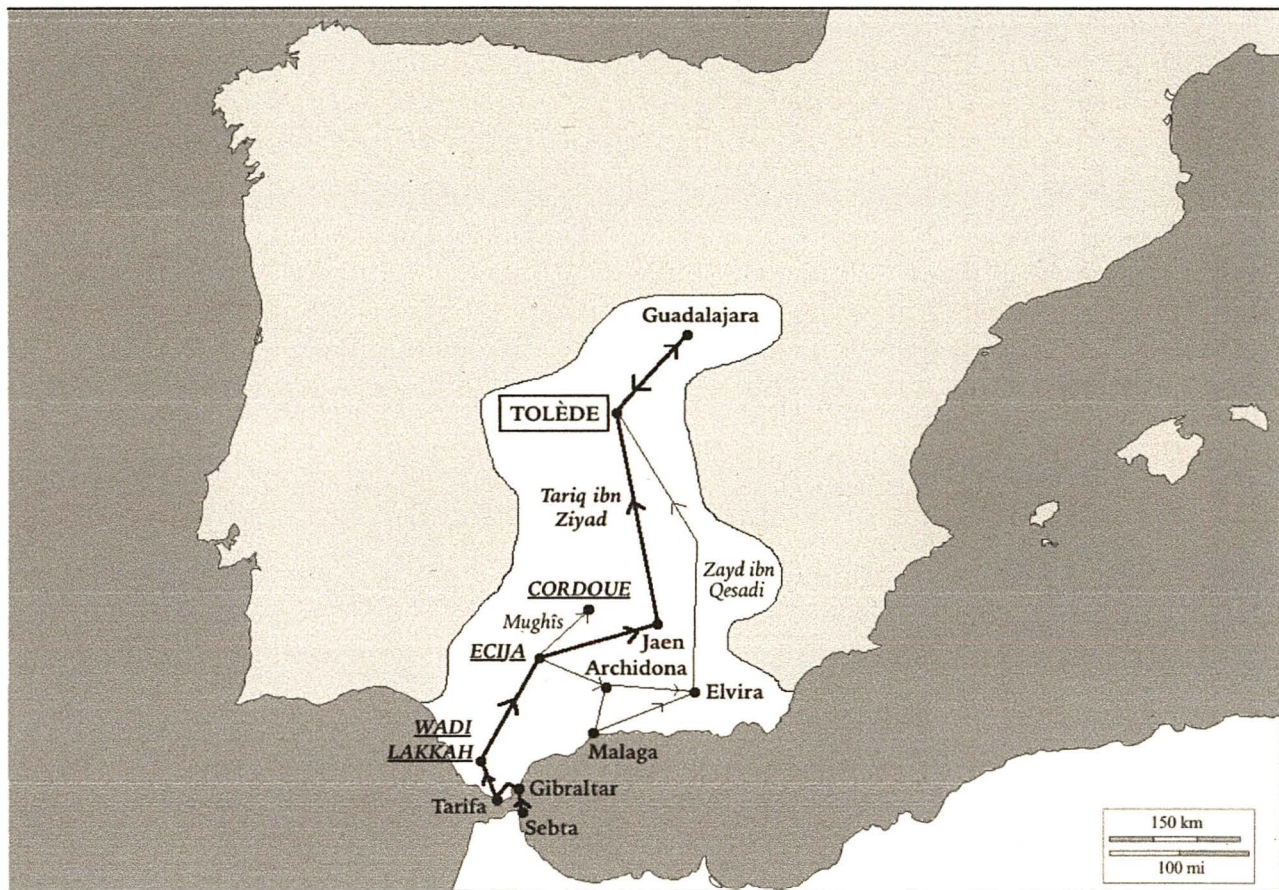 Guadalajara
TOLÈDE
Tariq ibn
Ziyad
Zayd ibn
Qesadi
CORDOUE
Mughîs
Jaen
ECIJA
Archidona
Elvira
WADI
LAKKAH
Malaga
Gibraltar
Tarifa
Sebta
150 km
100 mi